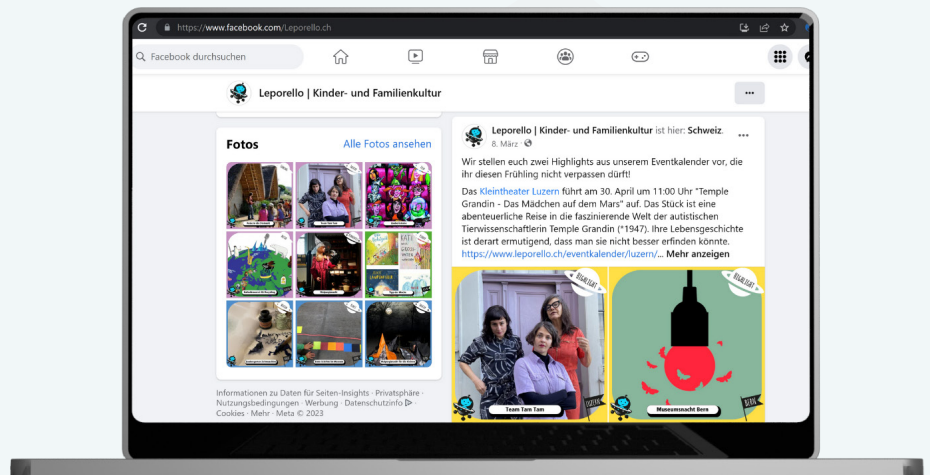 https://www.facebook.com/Leporello.ch
Facebook durchsuchen
Leporello | Kinder- und Familienkultur
Fotos
Alle Fotos ansehen
Informationen zu Daten für Seiten-Insights · Privatsphäre ·
Nutzungsbedingungen · Werbung · Datenschutzinfo ·
Cookies · Mehr · Meta © 2023
Leporello | Kinder- und Familienkultur ist hier: Schweiz.
8. März ·
Wir stellen euch zwei Highlights aus unserem Eventkalender vor, die
ihr diesen Frühling nicht verpassen dürft!
Das Kleintheater Luzern führt am 30. April um 11:00 Uhr "Temple
Grandin - Das Mädchen auf dem Mars" auf. Das Stück ist eine
abenteuerliche Reise in die faszinierende Welt der autistischen
Tierwissenschaftlerin Temple Grandin (*1947). Ihre Lebensgeschichte
ist derart ermutigend, dass man sie nicht besser erfinden könnte.
https://www.leporello.ch/eventkalender/luzern/... Mehr anzeigen
HIGHLIGHT
LUZERN
Team Tam Tam
HIGHLIGHT
BERN
Museumsnacht Bern